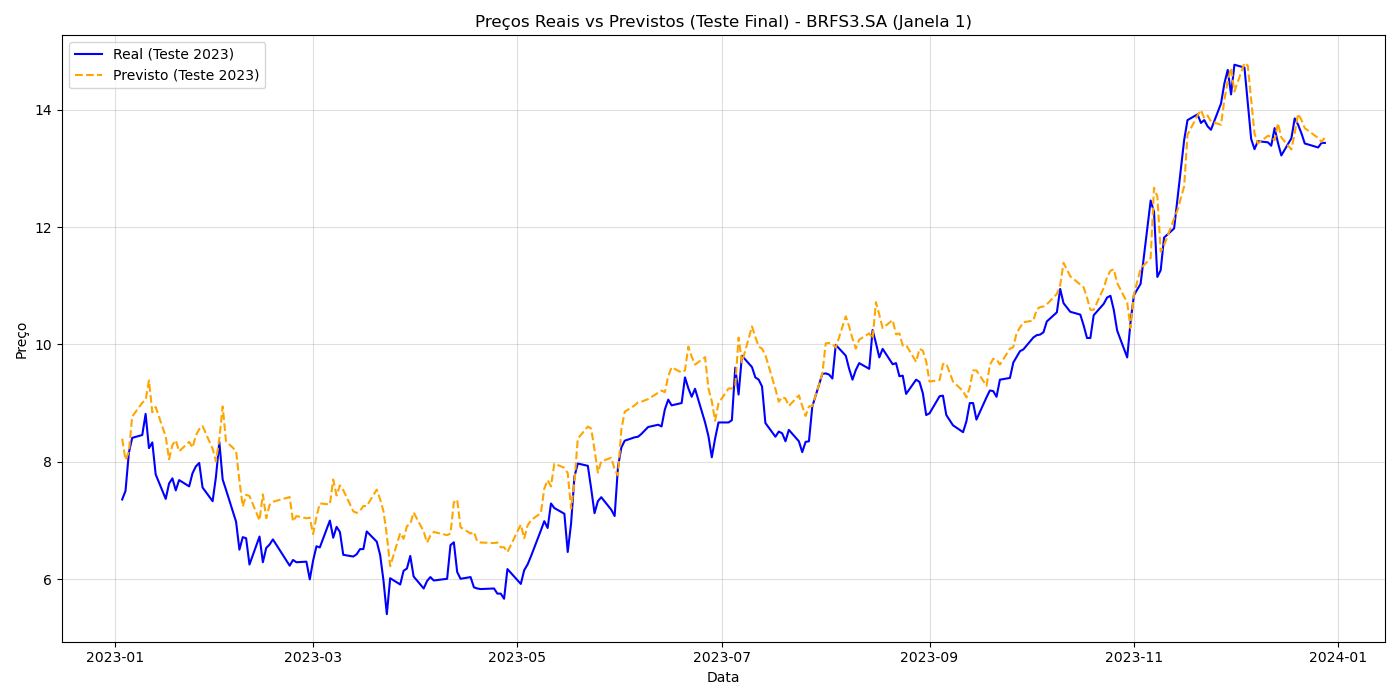 Preços Reais vs Previstos (Teste Final) - BRFS3.SA (Janela 1)
Real (Teste 2023)
Previsto (Teste 2023)
Preço
14
12
10
8
6
2023-01
2023-03
2023-05
2023-07
2023-09
2023-11
2024-01
Data